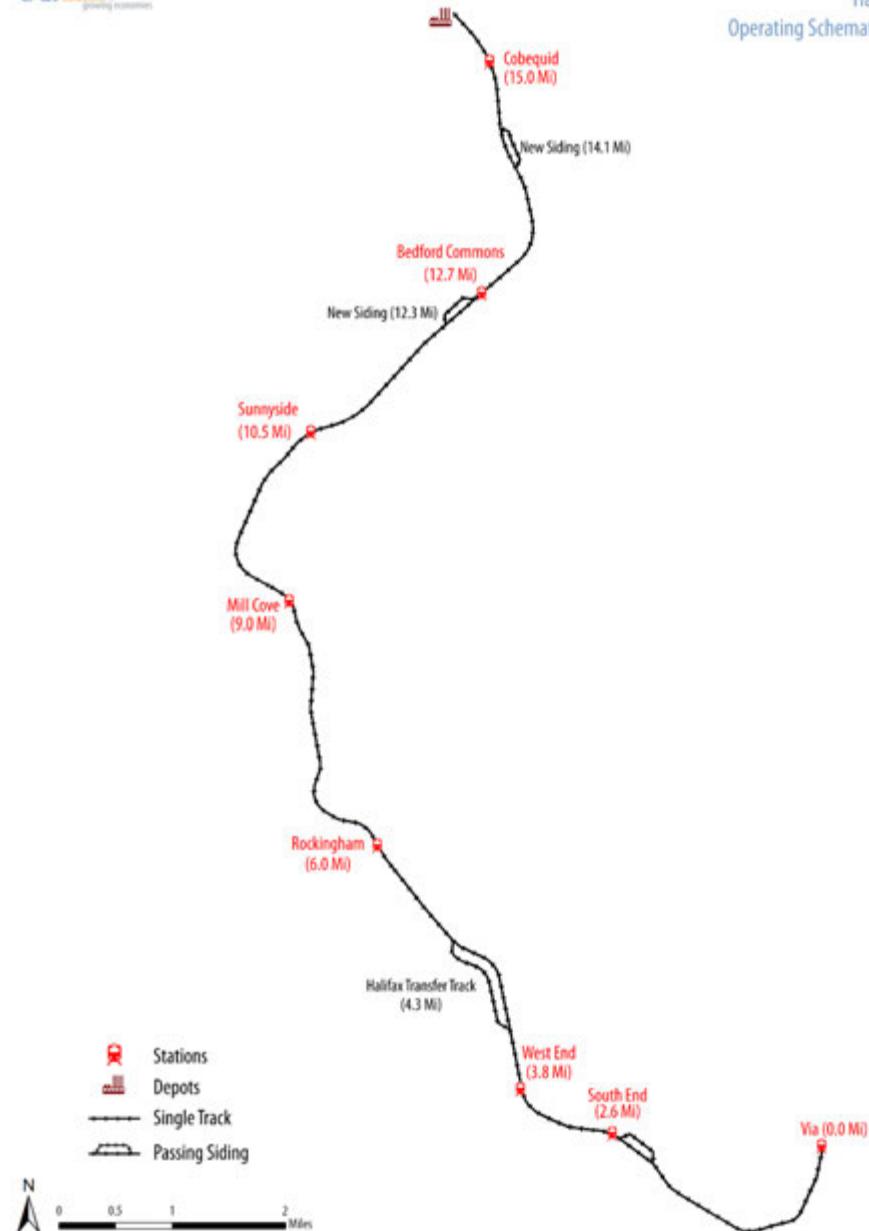 growing economies
Operating Schemat
Cobequid
(15.0 Mi)
New Siding (14.1 Mi)
Bedford Commons
(12.7 Mi)
New Siding (12.3 Mi)
Sunnyside
(10.5 Mi)
Mill Cove
(9.0 Mi)
Rockingham
(6.0 Mi)
Halifax Transfer Track
(4.3 Mi)
West End
(3.8 Mi)
South End
(2.6 Mi)
Via (0.0 Mi)
Stations
Depots
Single Track
Passing Siding
N
0 0.5 1 2
Miles